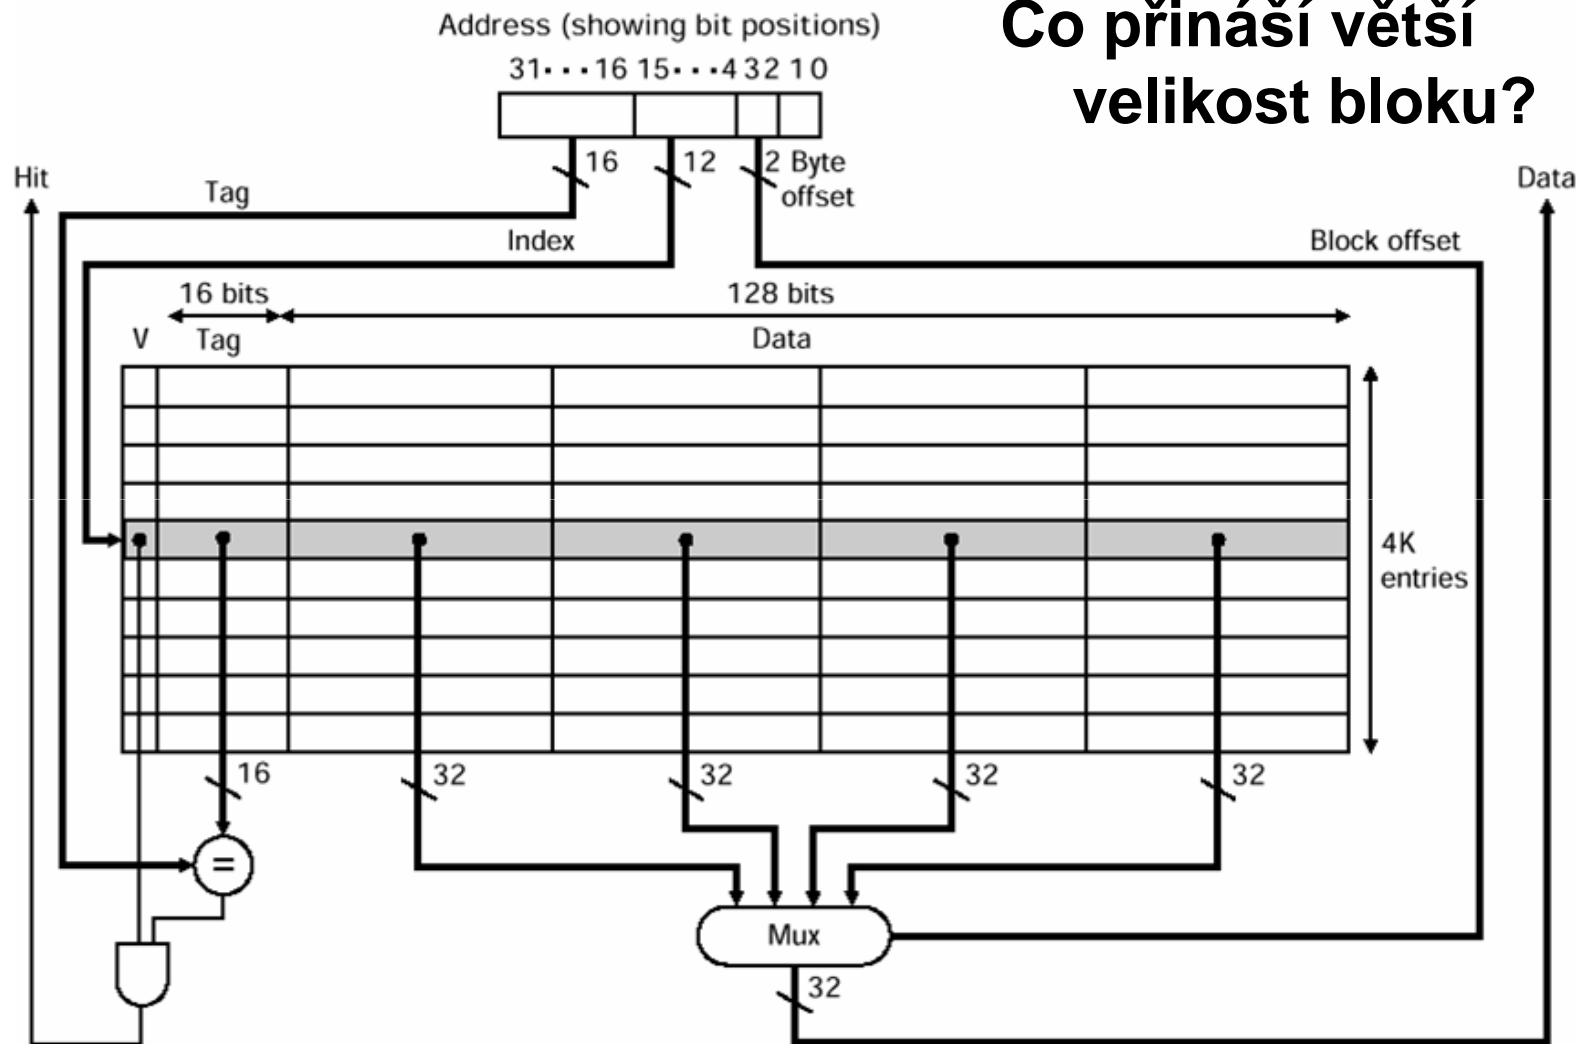 Co přináší větší
velikost bloku?
Address (showing bit positions)
31··· 16 15··· 4 3 2 1 0
16 12 2 Byte
offset
Hit
Tag
Data
Index
Block offset
16 bits
128 bits
V
Tag
Data
4K
entries
16 32 32 32 32
=
Mux
32